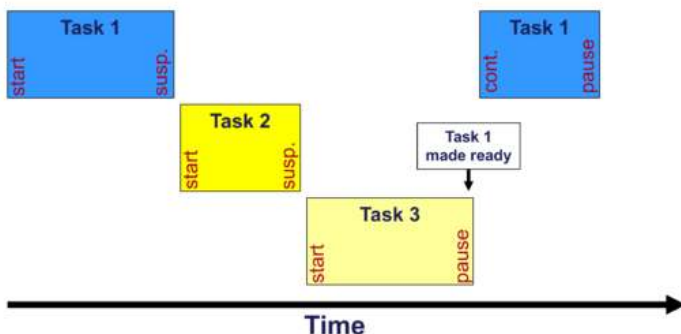 Task 1
start
susp.
Task 1
cont.
pause
Task 2
start
susp.
Task 1
made ready
Task 3
start
pause
Time